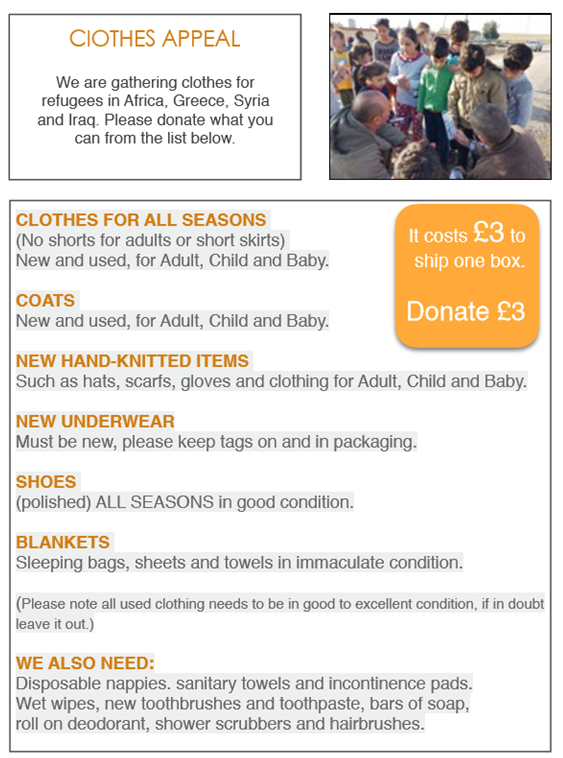 ClOTHES APPEAL
We are gathering clothes for
refugees in Africa, Greece, Syria
and Iraq. Please donate what you
can from the list below.
CLOTHES FOR ALL SEASONS
(No shorts for adults or short skirts)
New and used, for Adult, Child and Baby.
It costs £3 to
ship one box.
Donate £3
COATS
New and used, for Adult, Child and Baby.
NEW HAND-KNITTED ITEMS
Such as hats, scarfs, gloves and clothing for Adult, Child and Baby.
NEW UNDERWEAR
Must be new, please keep tags on and in packaging.
SHOES
(polished) ALL SEASONS in good condition.
BLANKETS
Sleeping bags, sheets and towels in immaculate condition.
(Please note all used clothing needs to be in good to excellent condition, if in doubt
leave it out.)
WE ALSO NEED:
Disposable nappies. sanitary towels and incontinence pads.
Wet wipes, new toothbrushes and toothpaste, bars of soap,
roll on deodorant, shower scrubbers and hairbrushes.